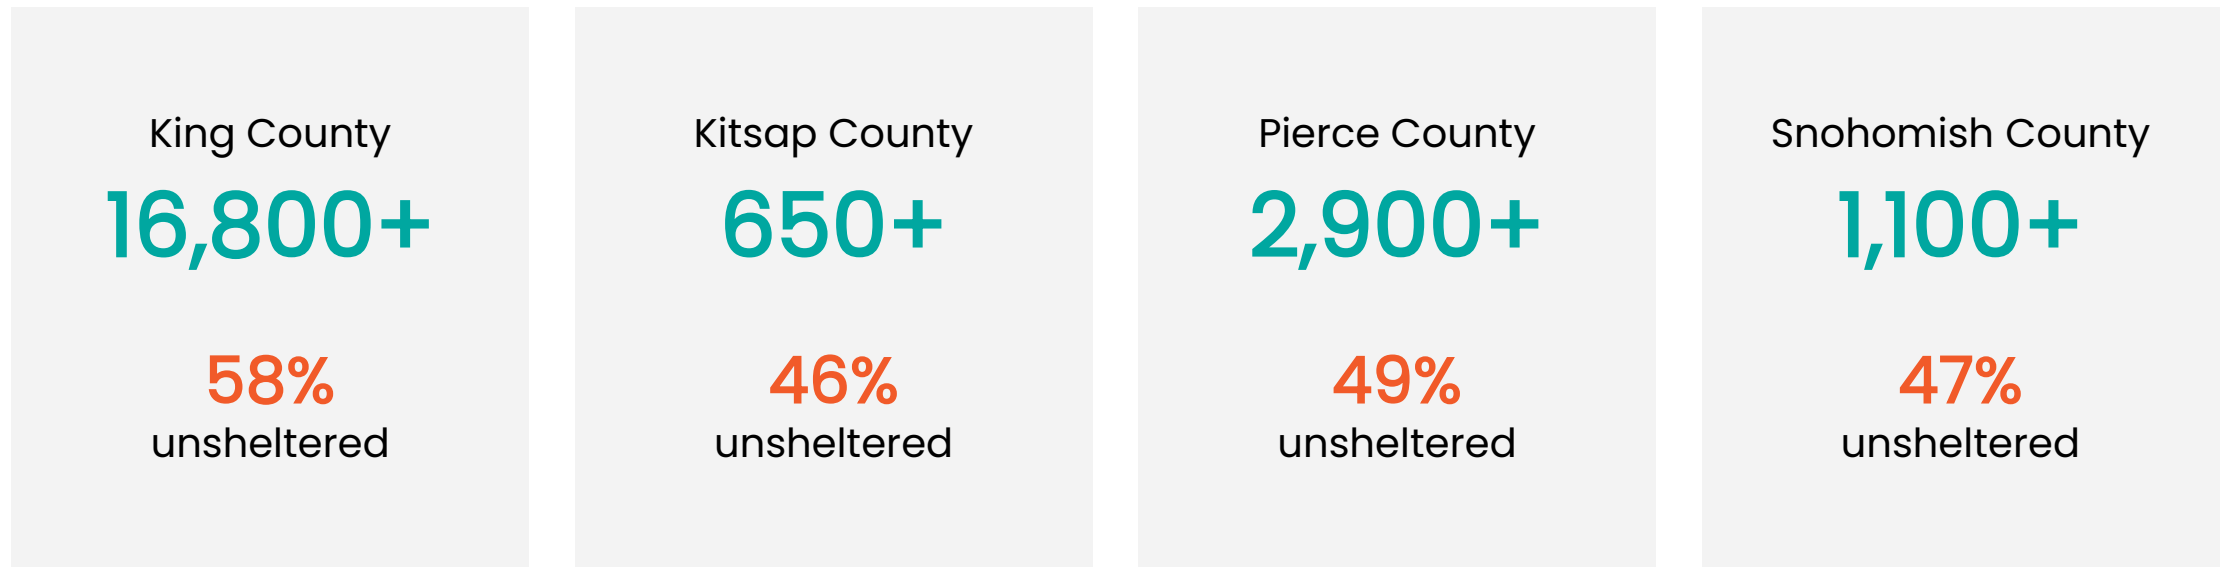 King County
16,800+
58%
unsheltered
Kitsap County
650+
46%
unsheltered
Pierce County
2,900+
49%
unsheltered
Snohomish County
1,100+
47%
unsheltered